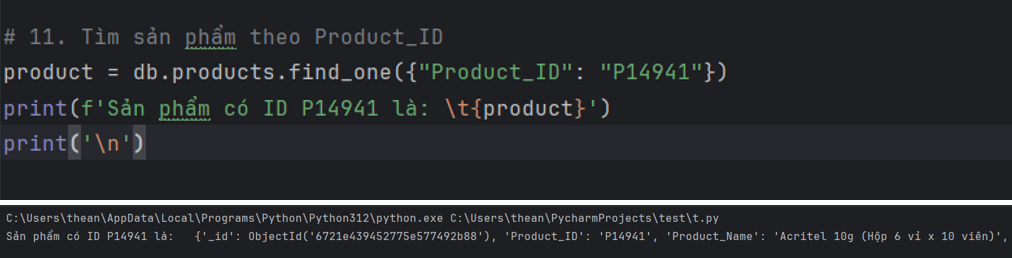 # 11. Tìm sản phẩm theo Product_ID
product = db.products.find_one({"Product_ID": "P14941"})
print(f'Sản phẩm có ID P14941 là: \t{product}')
print('\n')
C:\Users\thean\AppData\Local\Programs\Python\Python312\python.exe C:\Users\thean\PycharmProjects\test\t.py
Sản phẩm có ID P14941 là:   {'_id': ObjectId('6721e439452775e577492b88'), 'Product_ID': 'P14941', 'Product_Name': 'Acritel 10g (Hộp 6 vỉ x 10 viên)',